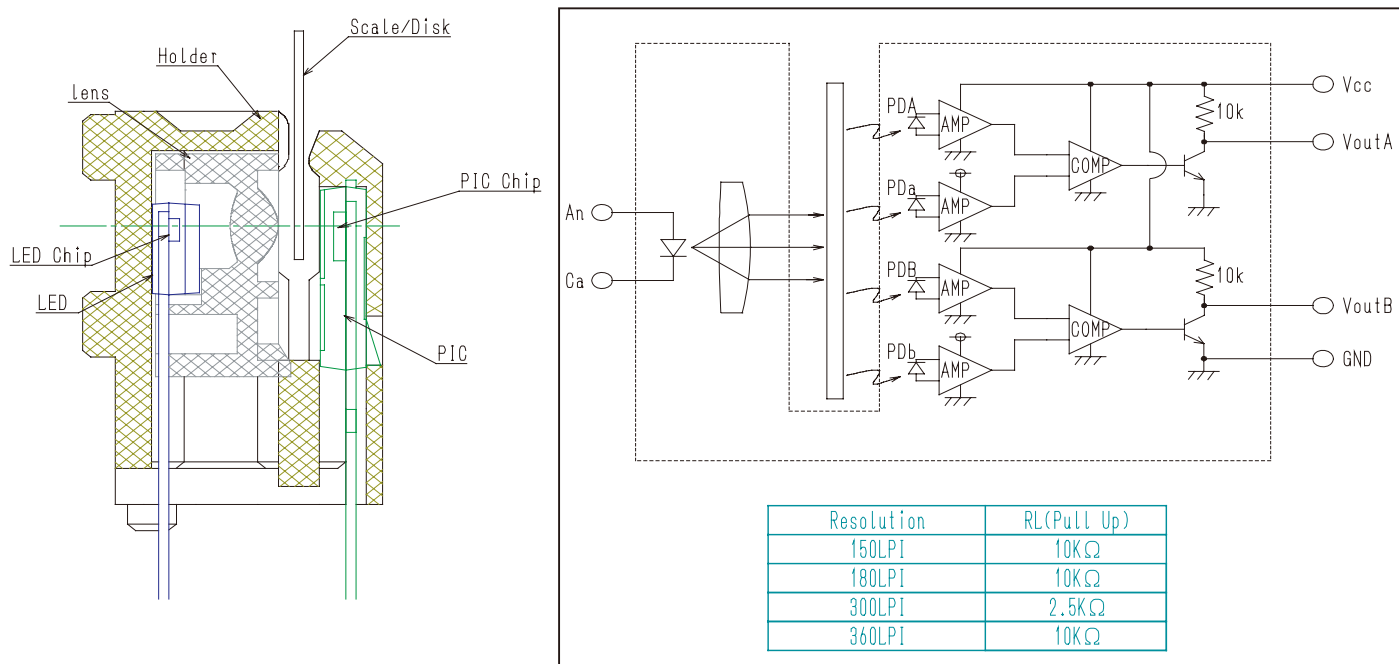 Scale/Disk
Holder
lens
PIC Chip
LED Chip
LED
PIC
An
Ca
PDA
AMP
PDa
AMP
COMP
10k
Vcc
VoutA
PDB
AMP
PDb
AMP
COMP
10k
VoutB
GND
Resolution RL(Pull Up)
150LPI 10KΩ
180LPI 10KΩ
300LPI 2.5KΩ
360LPI 10KΩ